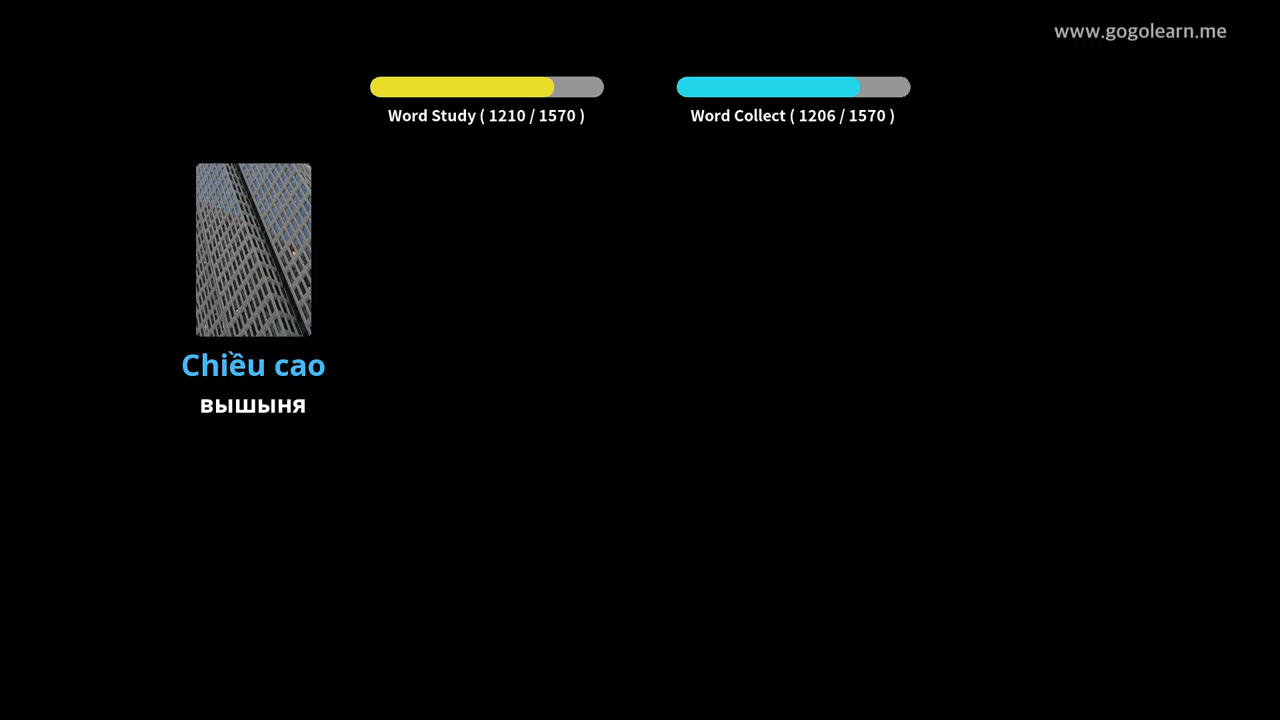 www.gogolearn.me
Word Study ( 1210 / 1570 )
Word Collect ( 1206 / 1570 )
Chiều cao
вышыня